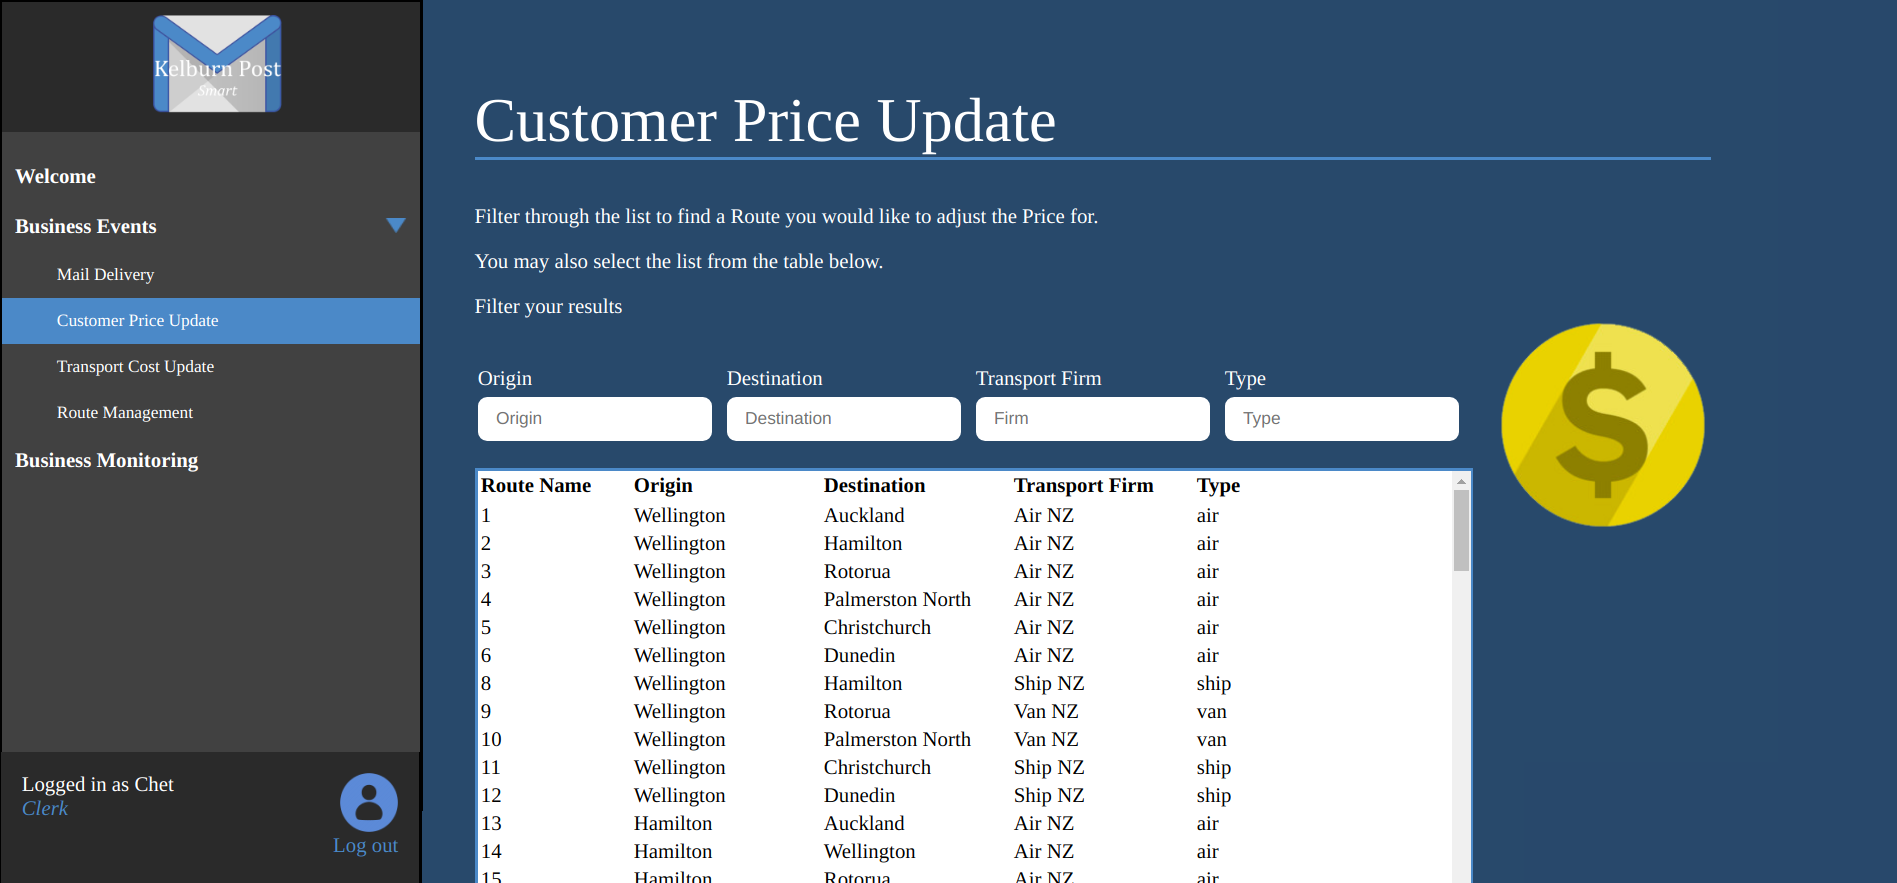 Kelburn Post
Smart
Welcome
Business Events
Mail Delivery
Customer Price Update
Transport Cost Update
Route Management
Business Monitoring
Logged in as Chet
Clerk
Log out
Customer Price Update
Filter through the list to find a Route you would like to adjust the Price for.
You may also select the list from the table below.
Filter your results
Origin Destination Transport Firm Type
Origin Destination Firm Type
$
Route Name Origin Destination Transport Firm Type
1 Wellington Auckland Air NZ air
2 Wellington Hamilton Air NZ air
3 Wellington Rotorua Air NZ air
4 Wellington Palmerston North Air NZ air
5 Wellington Christchurch Air NZ air
6 Wellington Dunedin Air NZ air
8 Wellington Hamilton Ship NZ ship
9 Wellington Rotorua Van NZ van
10 Wellington Palmerston North Van NZ van
11 Wellington Christchurch Ship NZ ship
12 Wellington Dunedin Ship NZ ship
13 Hamilton Auckland Air NZ air
14 Hamilton Wellington Air NZ air
15 Hamilton Rotorua Air NZ air